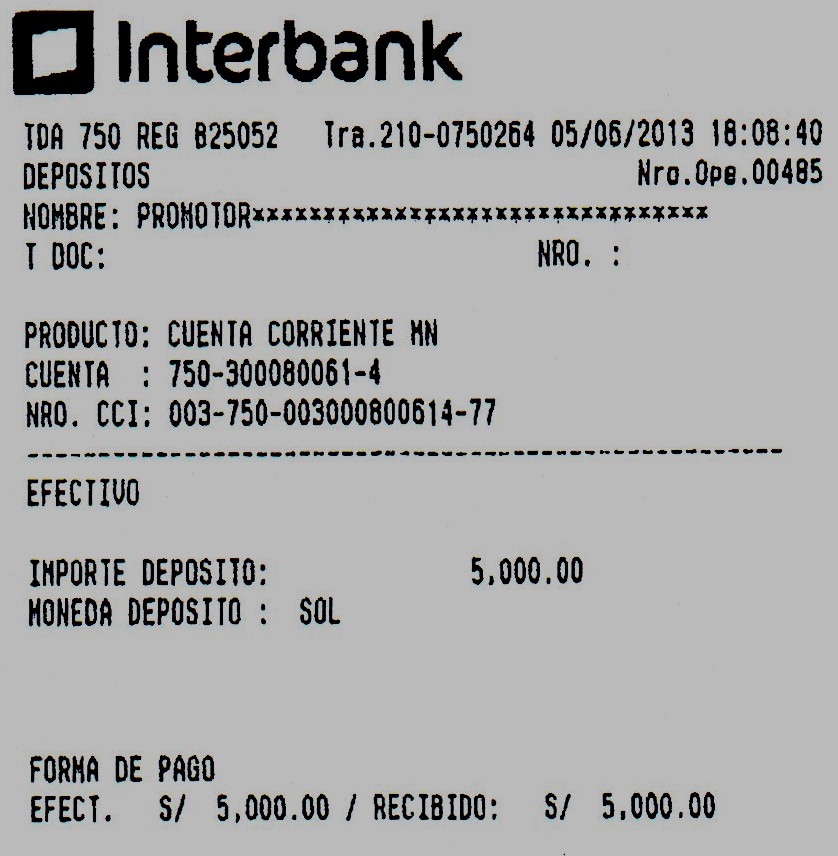 Interbank
TDA 750 REG B25052 Tra.210-0750264 05/06/2013 18:08:40
DEPOSITOS Nro.Ope.00485
NOMBRE: PROMOTOR********************************
T DOC: NRO. :
PRODUCTO: CUENTA CORRIENTE MN
CUENTA : 750-300080061-4
NRO. CCI: 003-750-003000800614-77
-----------------------------------------------------
EFECTIVO
IMPORTE DEPOSITO: 5,000.00
MONEDA DEPOSITO : SOL
FORMA DE PAGO
EFECT. S/ 5,000.00 / RECIBIDO: S/ 5,000.00